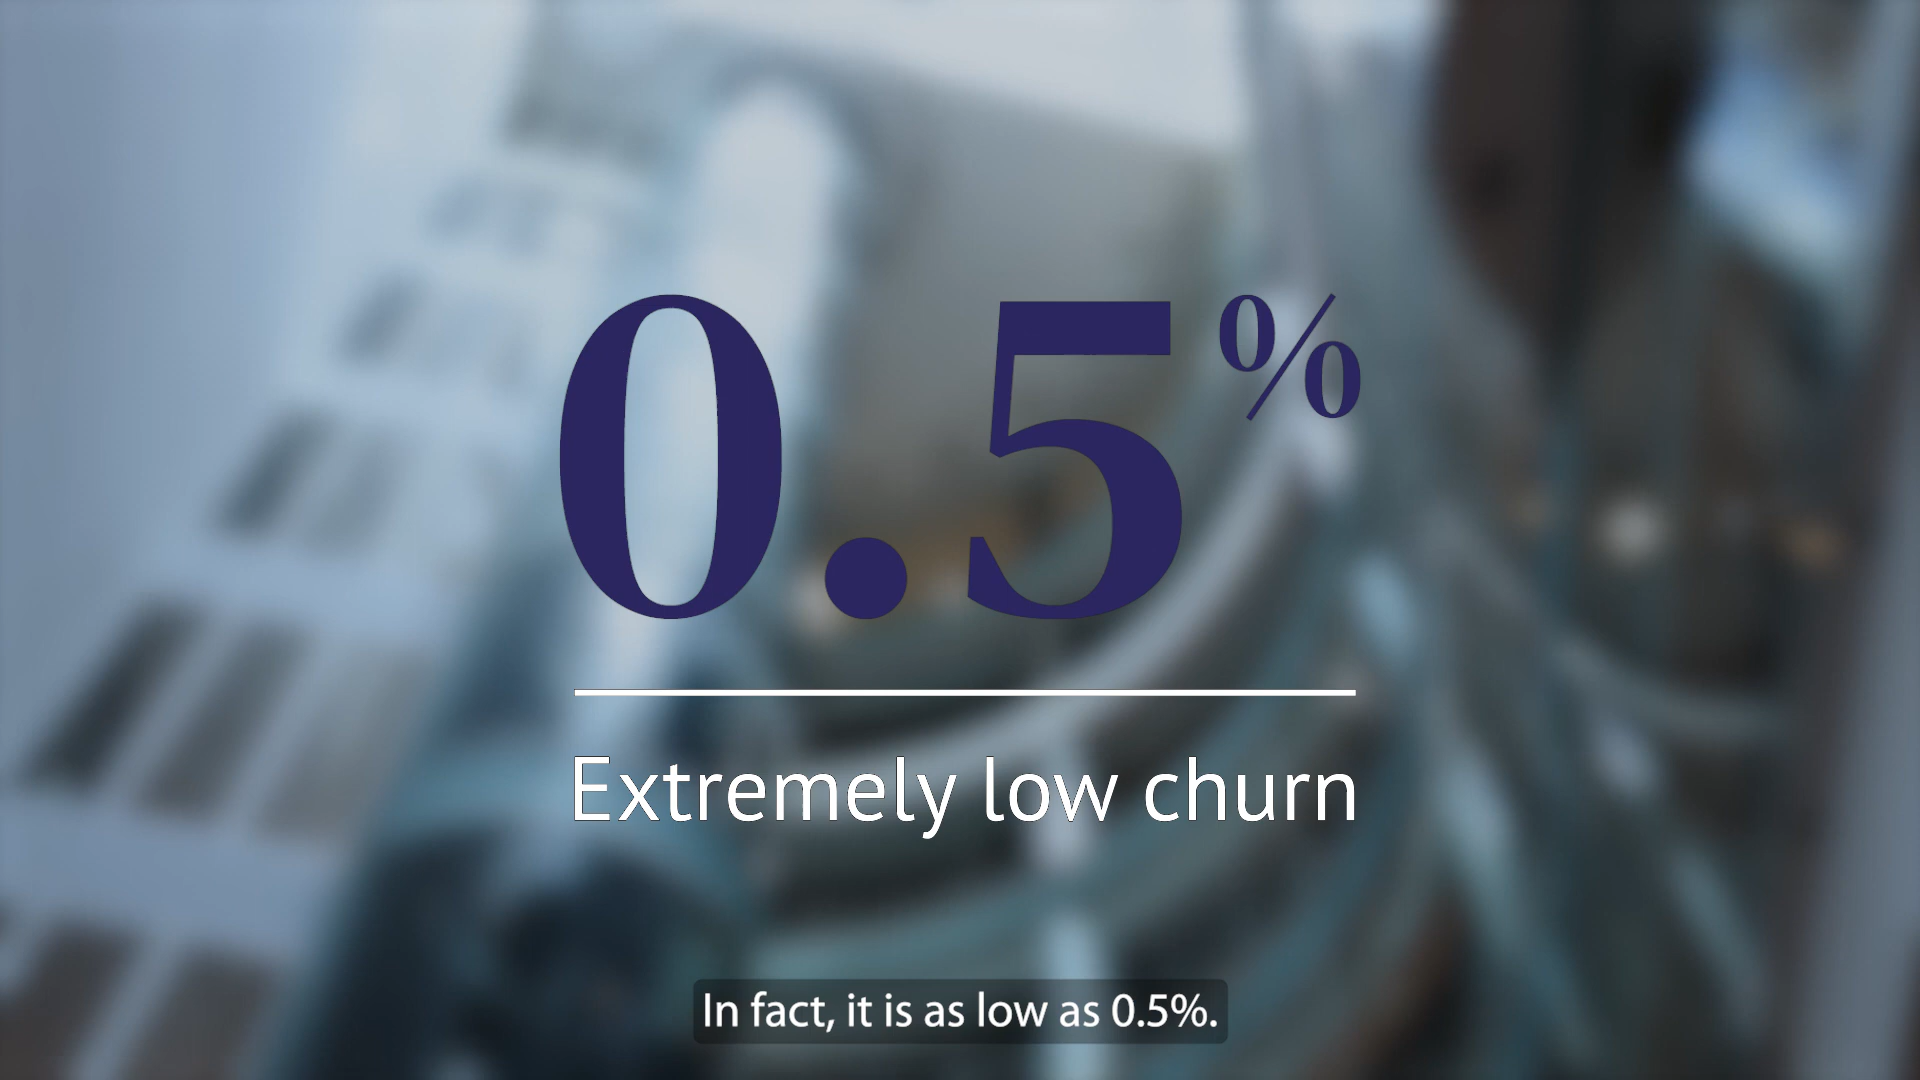 0.5%
Extremely low churn
In fact, it is as low as 0.5%.